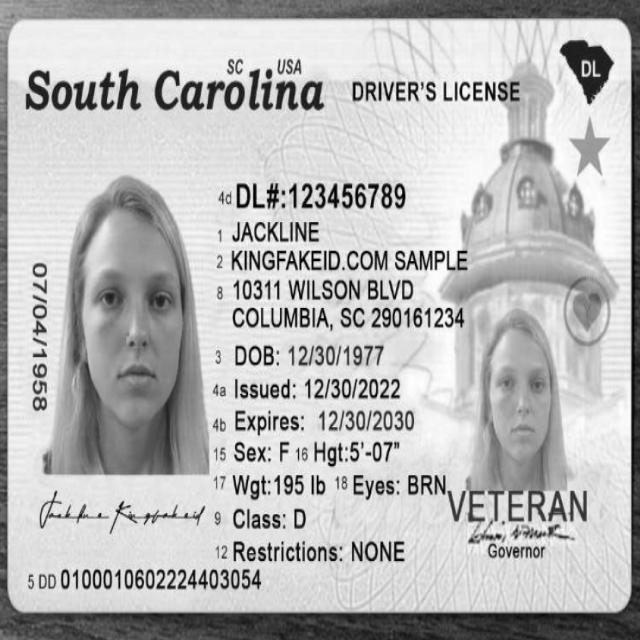 SC USA
South Carolina DRIVER'S LICENSE
DL
4d DL#:123456789
1 JACKLINE
2 KINGFAKEID.COM SAMPLE
8 10311 WILSON BLVD
COLUMBIA, SC 290161234
07/04/1958
3 DOB: 12/30/1977
4a Issued: 12/30/2022
4b Expires: 12/30/2030
15 Sex: F 16 Hgt:5'-07"
17 Wgt:195 lb 18 Eyes: BRN
VETERAN
Jackline Kingfakeid
9 Class: D
Governor
12 Restrictions: NONE
5 DD 0100010602224403054